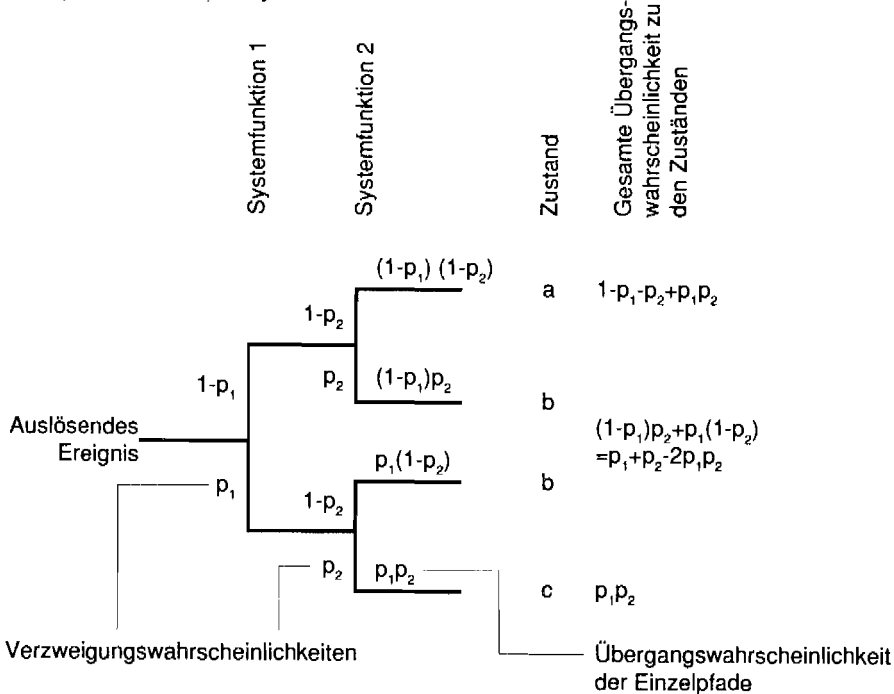 Systemfunktion 1
Systemfunktion 2
Zustand
Gesamte Übergangs-
wahrscheinlichkeit zu
den Zuständen
(1-p₁) (1-p₂)
a
1-p₁-p₂+p₁p₂
1-p₂
1-p₁
p₂
(1-p₁)p₂
b
Auslösendes
Ereignis
(1-p₁)p₂+p₁(1-p₂)
=p₁+p₂-2p₁p₂
p₁
p₁(1-p₂)
b
1-p₂
p₂
p₁p₂
c
p₁p₂
Verzweigungswahrscheinlichkeiten
Übergangswahrscheinlichkeit
der Einzelpfade